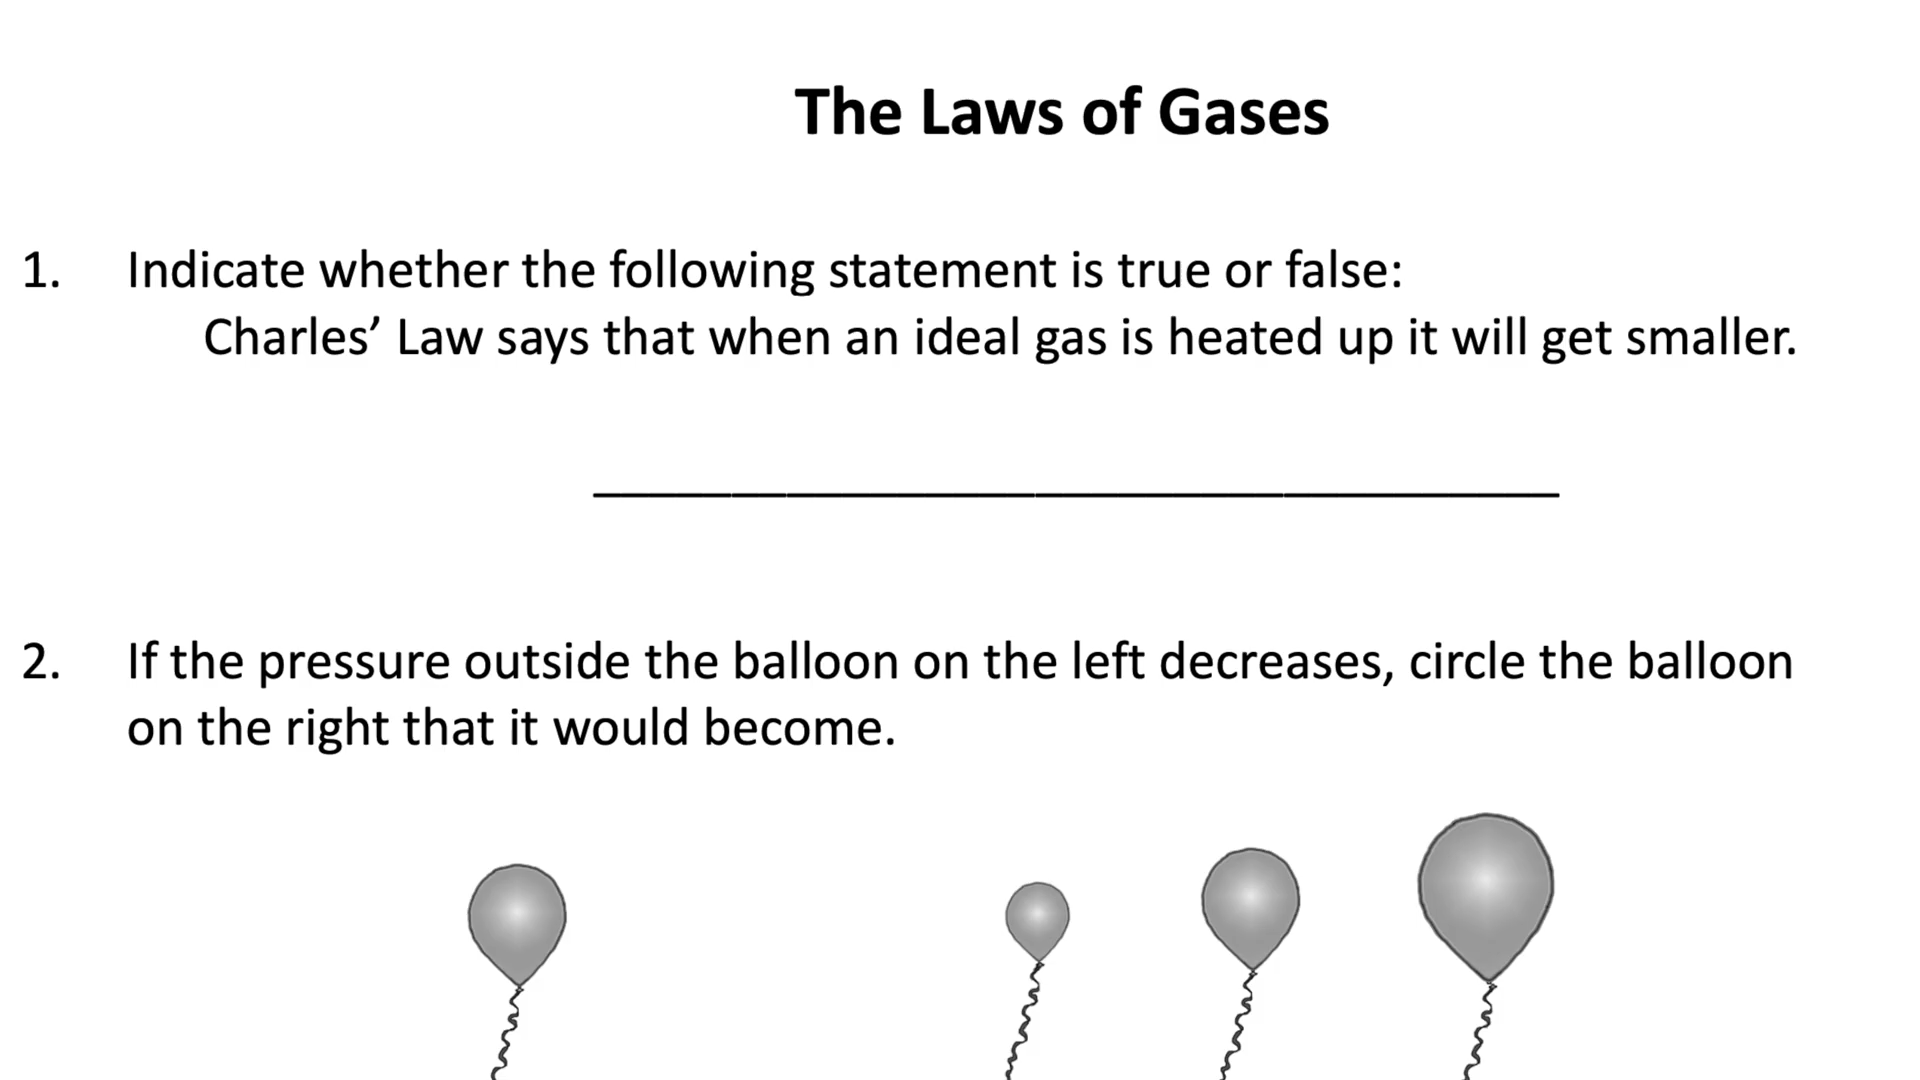 The Laws of Gases
1. Indicate whether the following statement is true or false:
Charles’ Law says that when an ideal gas is heated up it will get smaller.
2. If the pressure outside the balloon on the left decreases, circle the balloon
on the right that it would become.